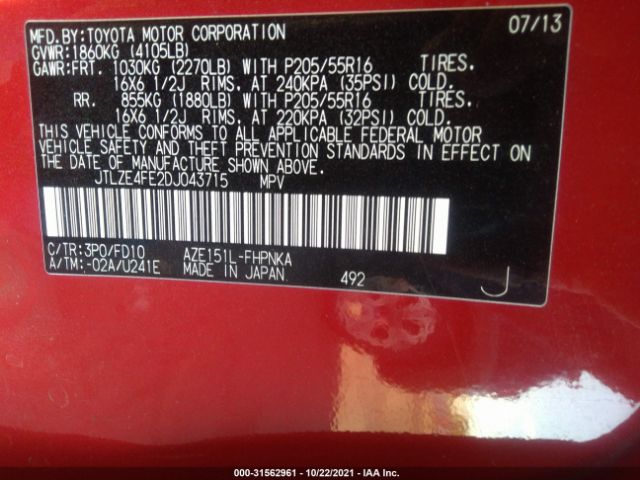 MFD.BY:TOYOTA MOTOR CORPORATION 07/13
GVWR:1860KG (4105LB)
GAWR:FRT. 1030KG (2270LB) WITH P205/55R16 TIRES.
16X6 1/2J RIMS. AT 240KPA (35PSI) COLD.
RR. 855KG (1880LB) WITH P205/55R16 TIRES.
16X6 1/2J RIMS. AT 220KPA (32PSI) COLD.
THIS VEHICLE CONFORMS TO ALL APPLICABLE FEDERAL MOTOR
VEHICLE SAFETY AND THEFT PREVENTION STANDARDS IN EFFECT ON
THE DATE OF MANUFACTURE SHOWN ABOVE.
JTLZE4FE2DJ043715 MPV
C/TR:3P0/FD10 AZE151L-FHPNKA
A/TM:-02A/U241E MADE IN JAPAN 492 J
000-31562961 - 10/22/2021 - IAA Inc.